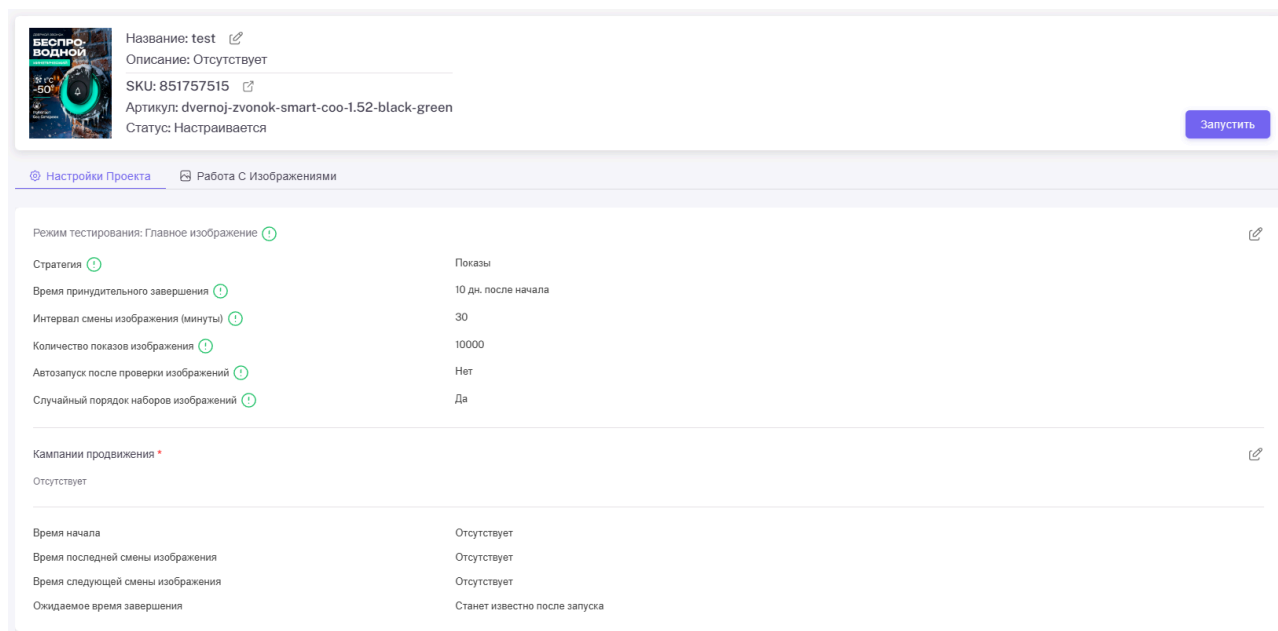 БЕСПРО-
ВОДНОЙ
-50°
Название: test
Описание: Отсутствует
SKU: 851757515
Артикул: dvernoj-zvonok-smart-coo-1.52-black-green
Статус: Настраивается
Запустить
Настройки Проекта Работа С Изображениями
Режим тестирования: Главное изображение
Стратегия Показы
Время принудительного завершения 10 дн. после начала
Интервал смены изображения (минуты) 30
Количество показов изображения 10000
Автозапуск после проверки изображений Нет
Случайный порядок наборов изображений Да
Кампании продвижения *
Отсутствует
Время начала Отсутствует
Время последней смены изображения Отсутствует
Время следующей смены изображения Отсутствует
Ожидаемое время завершения Станет известно после запуска